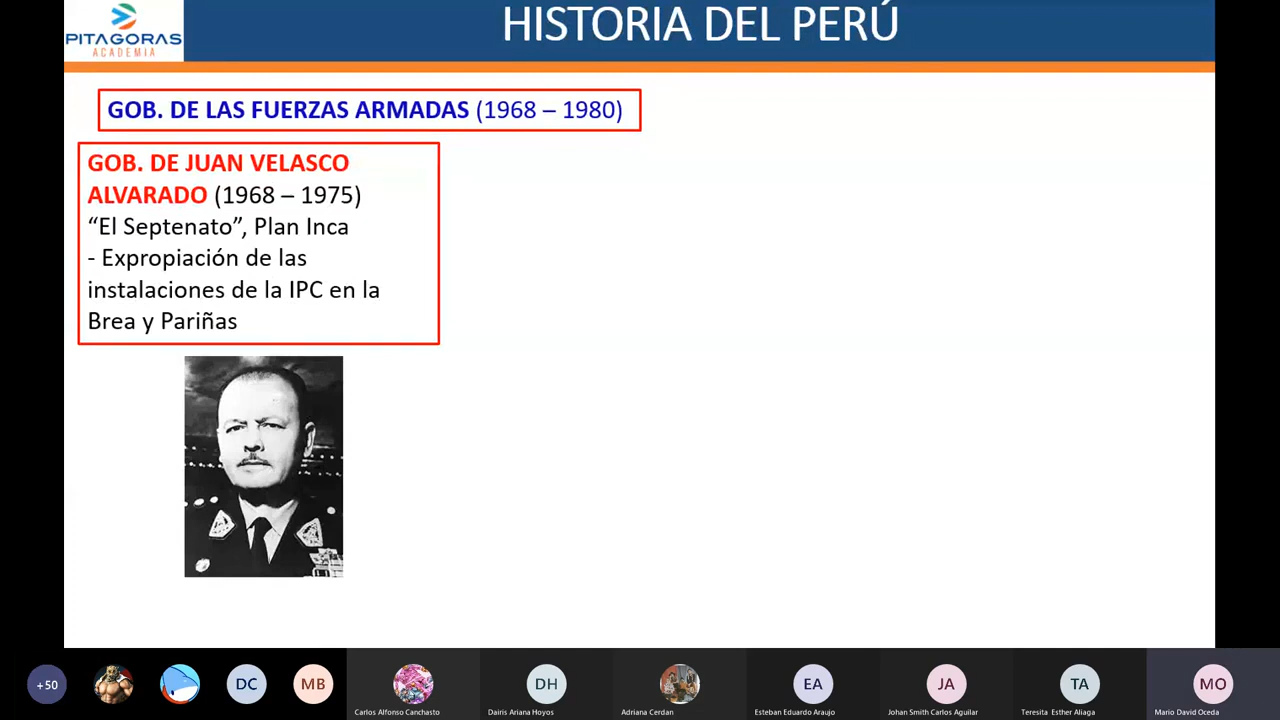 PITAGORAS
ACADEMIA
HISTORIA DEL PERÚ
GOB. DE LAS FUERZAS ARMADAS (1968 – 1980)
GOB. DE JUAN VELASCO
ALVARADO (1968 – 1975)
“El Septenato”, Plan Inca
- Expropiación de las
instalaciones de la IPC en la
Brea y Pariñas
+50
DC
MB
DH
EA
JA
TA
MO
Carlos Alfonso Canchasto
Dairis Ariana Hoyos
Adriana Cerdan
Esteban Eduardo Araujo
Johan Smith Carlos Aguilar
Teresita Esther Aliaga
Mario David Oceda